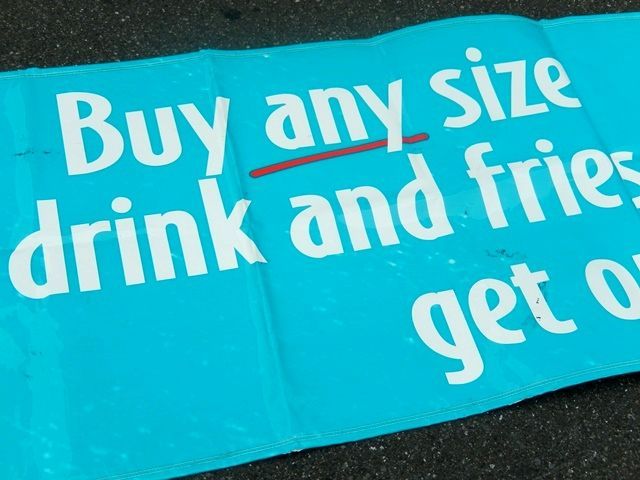 Buy any size
drink and fries
get